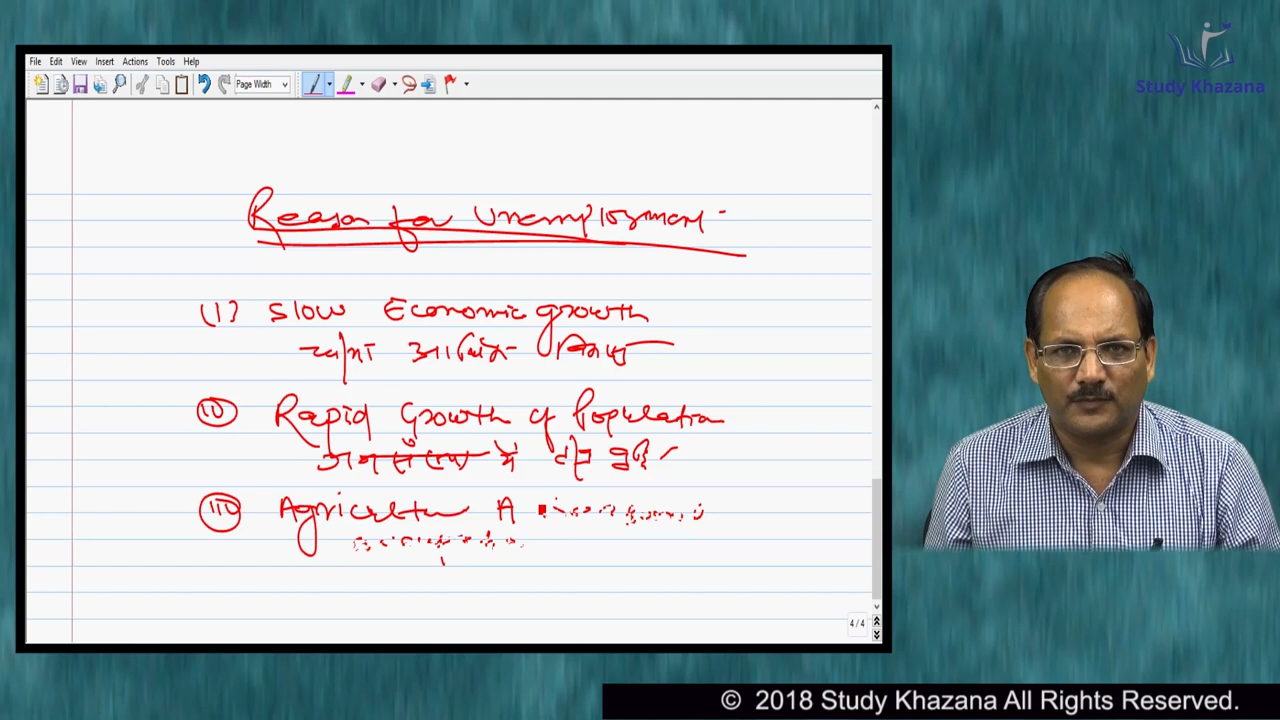 Study Khazana
File Edit View Insert Actions Tools Help
Page Width
Reason for Unemployment
(i) Slow Economic growth
धीमा आर्थिक विकास
(ii) Rapid Growth of Population
जनसंख्या में तीव्र वृद्धि
(iii) Agriculture A
4/4
© 2018 Study Khazana All Rights Reserved.